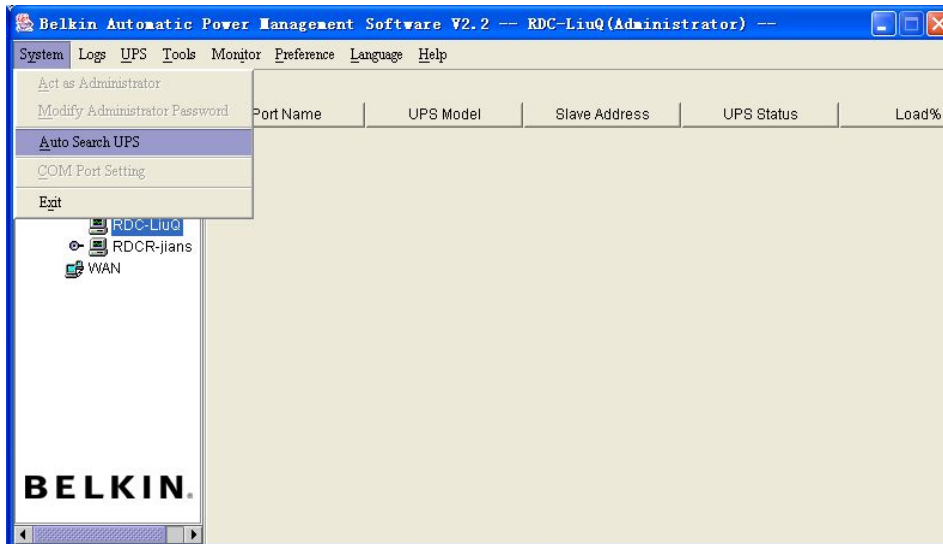 Belkin Automatic Power Management Software V2.2 -- RDC-LiuQ(Administrator) --
System Logs UPS Tools Monitor Preference Language Help
Act as Administrator
Modify Administrator Password
Port Name UPS Model Slave Address UPS Status Load%
Auto Search UPS
COM Port Setting
Exit
RDC-LiuQ
RDCR-jians
WAN
BELKIN.